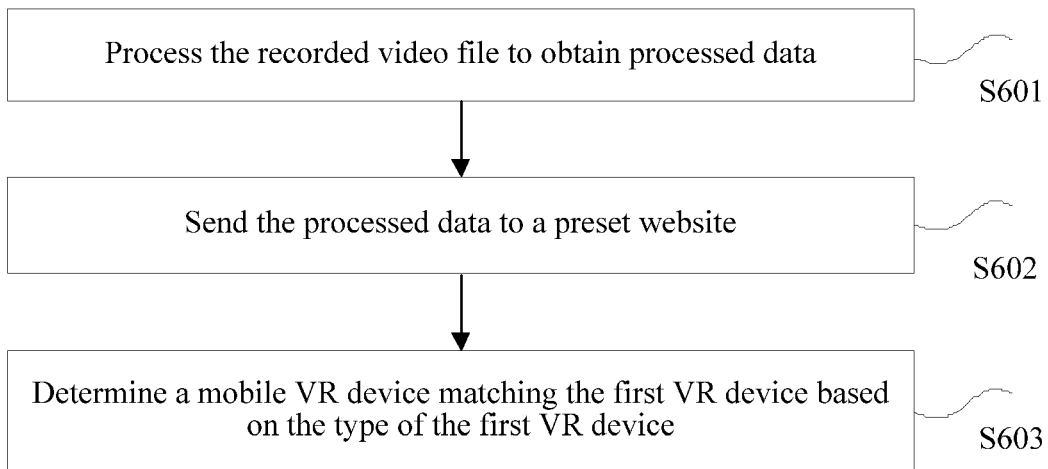 Process the recorded video file to obtain processed data
S601
Send the processed data to a preset website
S602
Determine a mobile VR device matching the first VR device based
on the type of the first VR device
S603